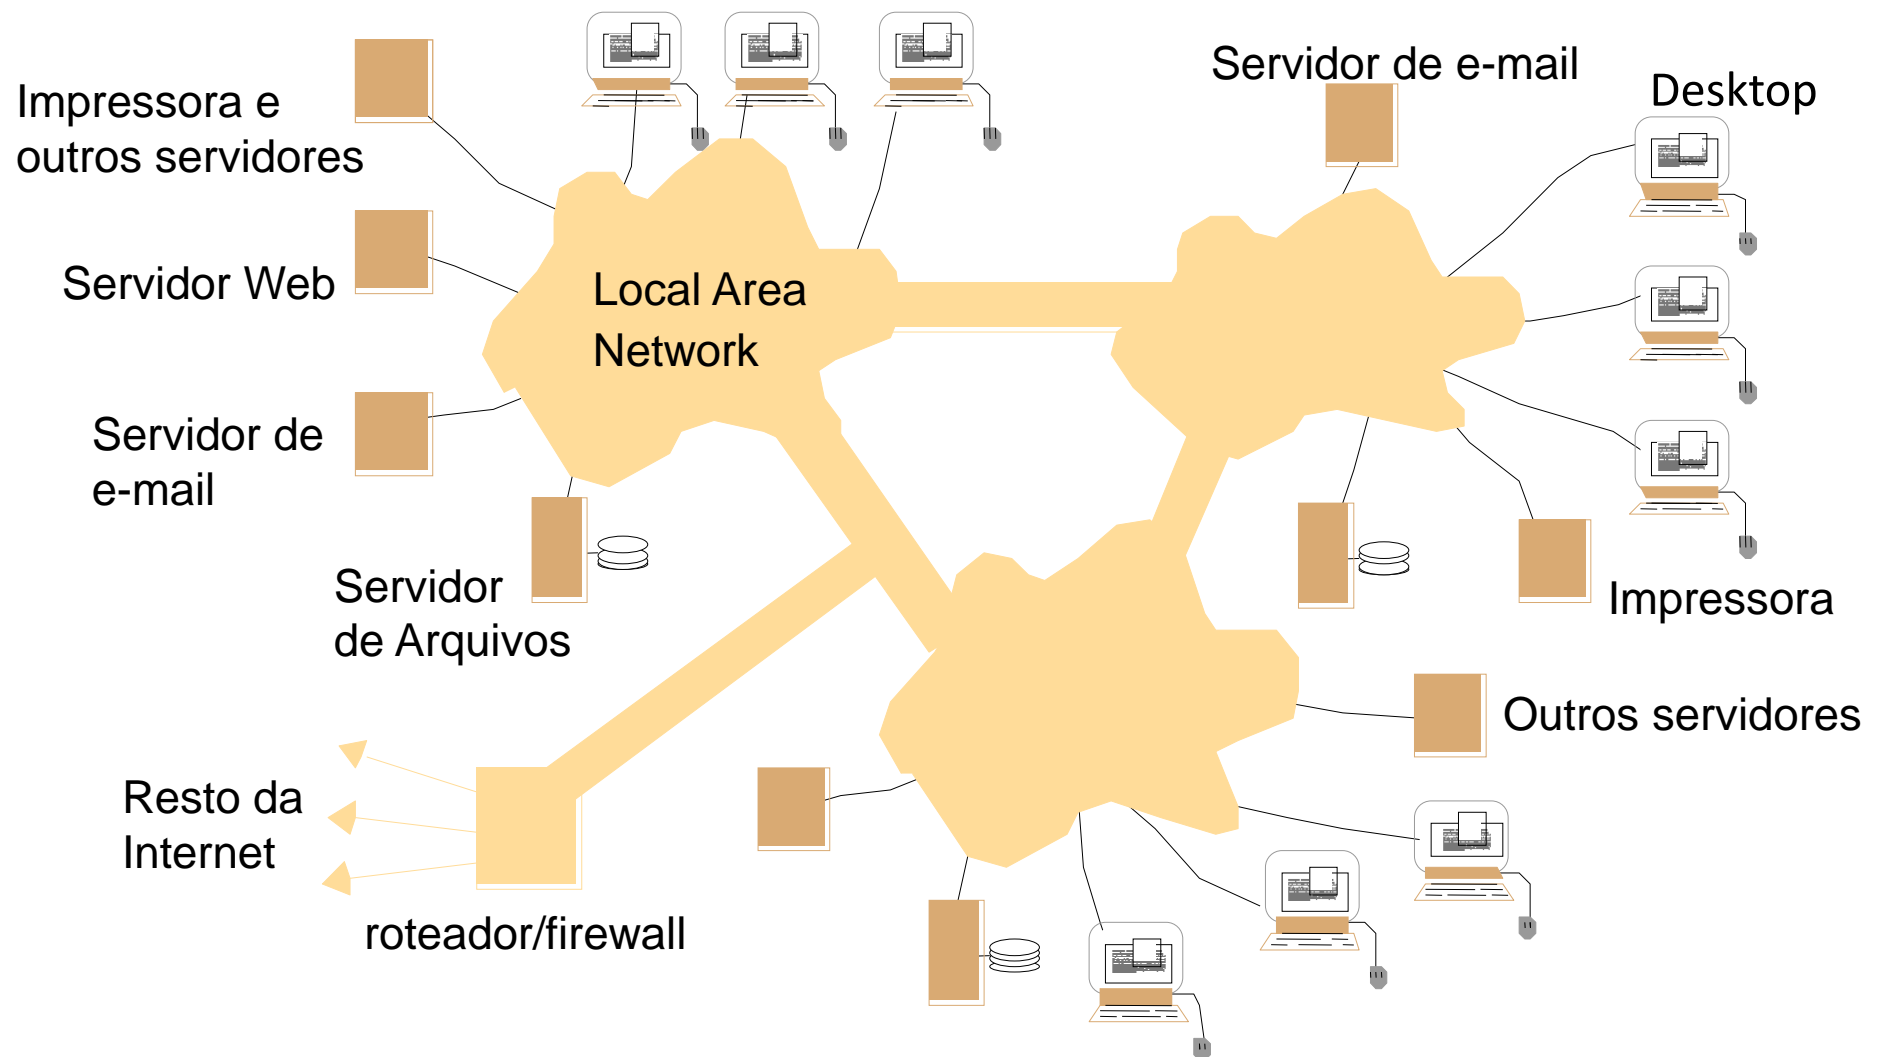 Impressora e
outros servidores
Servidor Web
Servidor de
e-mail
Servidor
de Arquivos
Local Area
Network
Servidor de e-mail
Desktop
Impressora
Outros servidores
Resto da
Internet
roteador/firewall